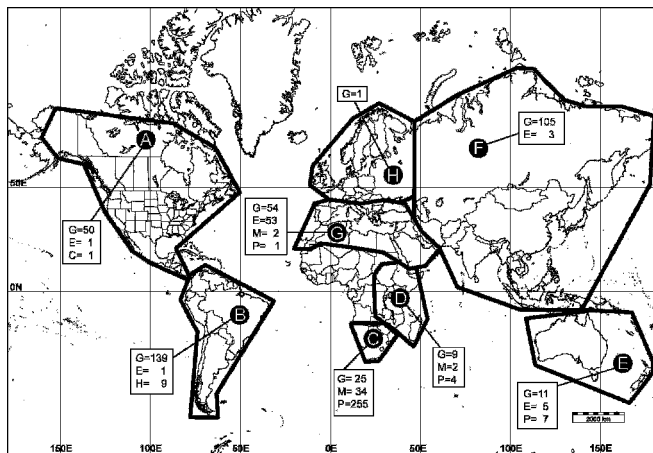 G=1
A
F
G=105
E= 3
H
50E
G=50
E= 1
C= 1
G=54
E=53
M= 2
P= 1
G
0N
B
D
C
E
G=139
E= 1
H= 9
G= 25
M= 34
P=255
G=9
M=2
P=4
G=11
E= 5
P= 7
2000 km
150E
100E
50E
0E
50E
100E
150E